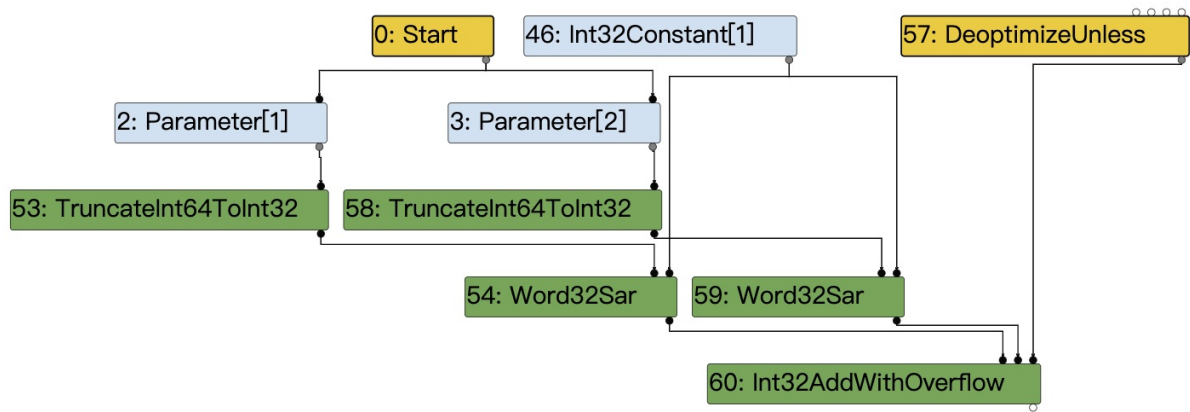 0: Start
46: Int32Constant[1]
57: DeoptimizeUnless
2: Parameter[1]
3: Parameter[2]
53: TruncateInt64ToInt32
58: TruncateInt64ToInt32
54: Word32Sar
59: Word32Sar
60: Int32AddWithOverflow